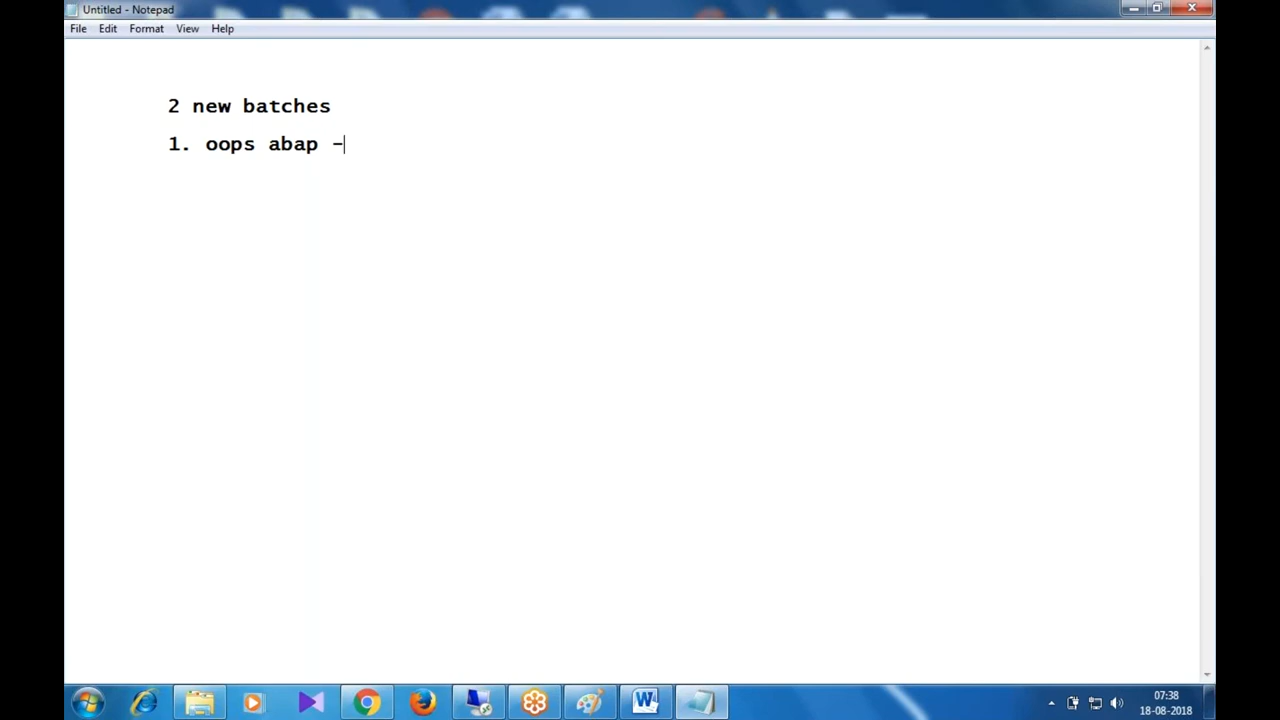 Untitled - Notepad
File Edit Format View Help
2 new batches
1. oops abap -
07:38
18-08-2018